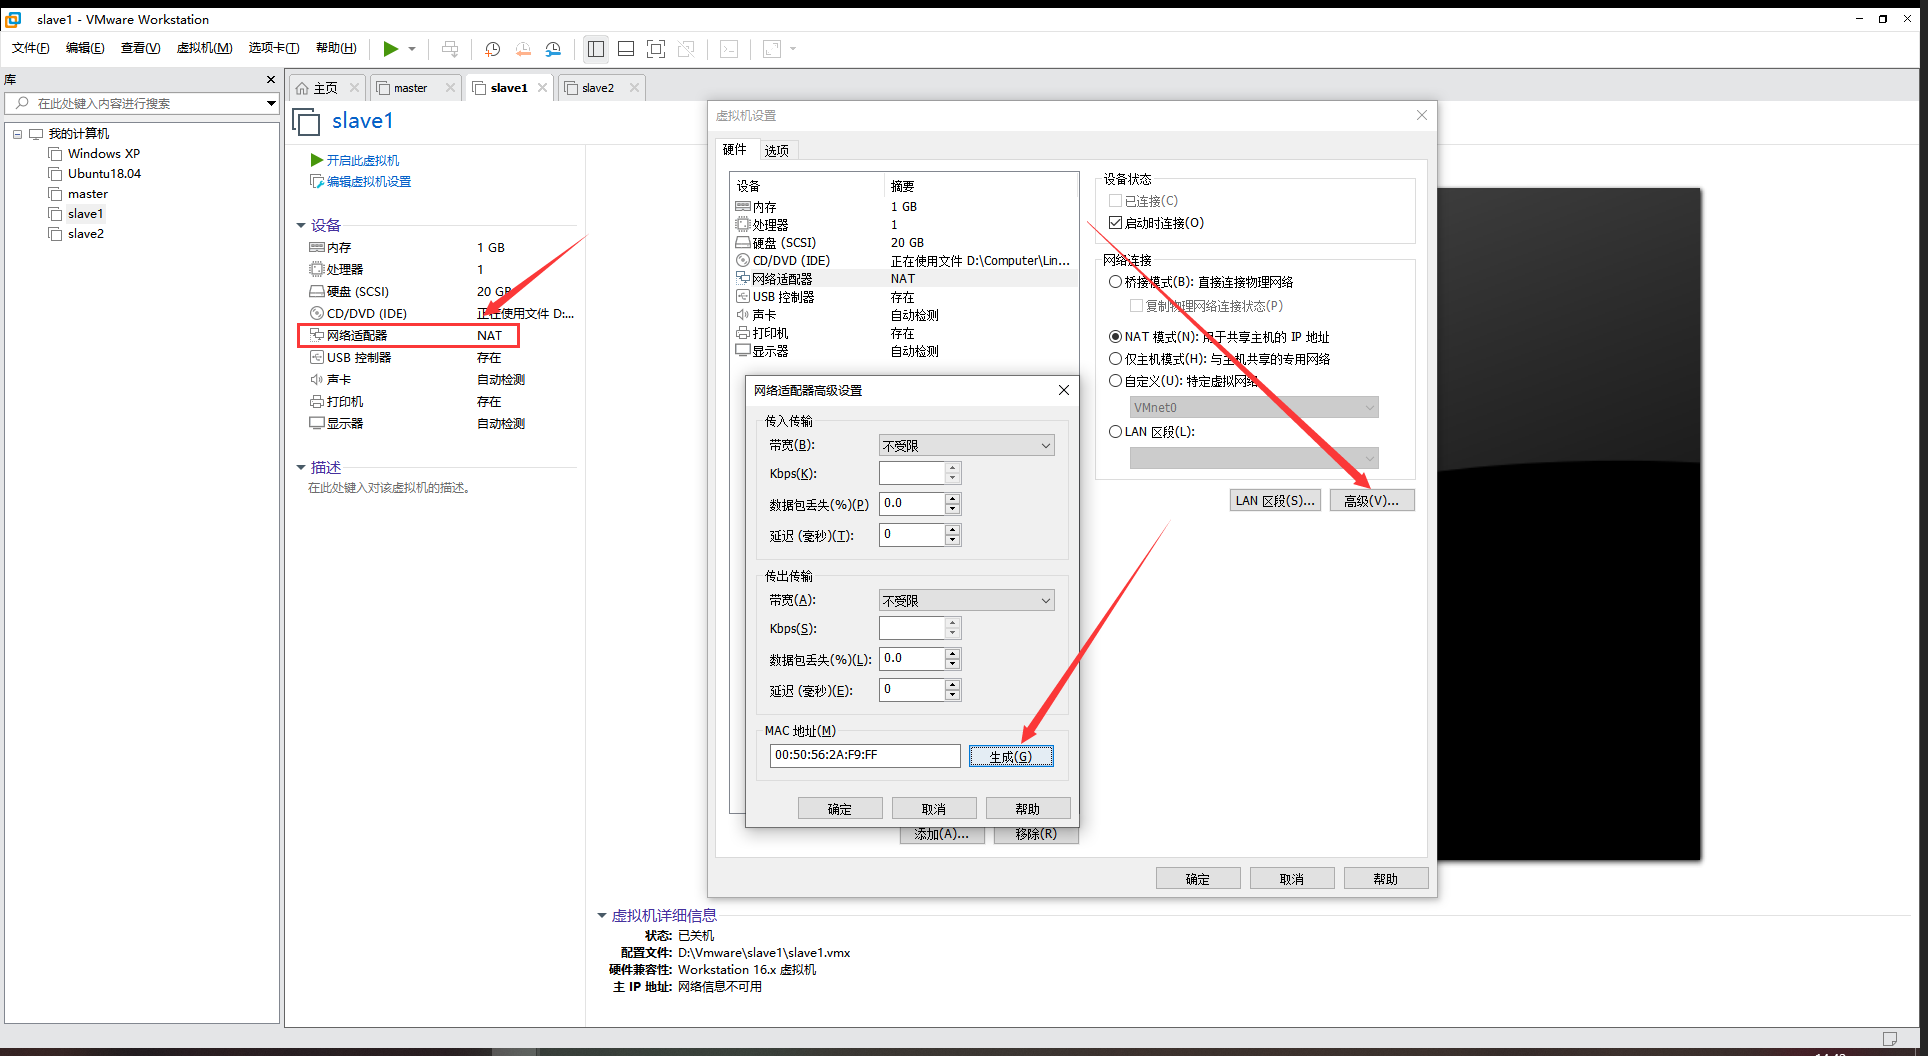 slave1 - VMware Workstation
文件(F) 编辑(E) 查看(V) 虚拟机(M) 选项卡(T) 帮助(H)
库
在此处键入内容进行搜索
我的计算机
Windows XP
Ubuntu18.04
master
slave1
slave2
主页 master slave1 slave2
slave1
开启此虚拟机
编辑虚拟机设置
设备
内存 1 GB
处理器 1
硬盘 (SCSI) 20 GB
CD/DVD (IDE) 正在使用文件 D:...
网络适配器 NAT
USB 控制器 存在
声卡 自动检测
打印机 存在
显示器 自动检测
描述
在此处键入对该虚拟机的描述。
虚拟机设置
硬件 选项
设备 摘要
内存 1 GB
处理器 1
硬盘 (SCSI) 20 GB
CD/DVD (IDE) 正在使用文件 D:\Computer\Lin...
网络适配器 NAT
USB 控制器 存在
声卡 自动检测
打印机 存在
显示器 自动检测
设备状态
已连接(C)
启动时连接(O)
网络连接
桥接模式(B): 直接连接物理网络
复制物理网络连接状态(P)
NAT 模式(N): 用于共享主机的 IP 地址
仅主机模式(H): 与主机共享的专用网络
自定义(U): 特定虚拟网络
VMnet0
LAN 区段(L):
LAN 区段(S)... 高级(V)...
网络适配器高级设置
传入传输
带宽(B): 不受限
Kbps(K):
数据包丢失(%)(P) 0.0
延迟 (毫秒)(T): 0
传出传输
带宽(A): 不受限
Kbps(S):
数据包丢失(%)(L): 0.0
延迟 (毫秒)(E): 0
MAC 地址(M)
00:50:56:2A:F9:FF 生成(G)
确定 取消 帮助
添加(A)... 移除(R)
确定 取消 帮助
虚拟机详细信息
状态: 已关机
配置文件: D:\Vmware\slave1\slave1.vmx
硬件兼容性: Workstation 16.x 虚拟机
主 IP 地址: 网络信息不可用